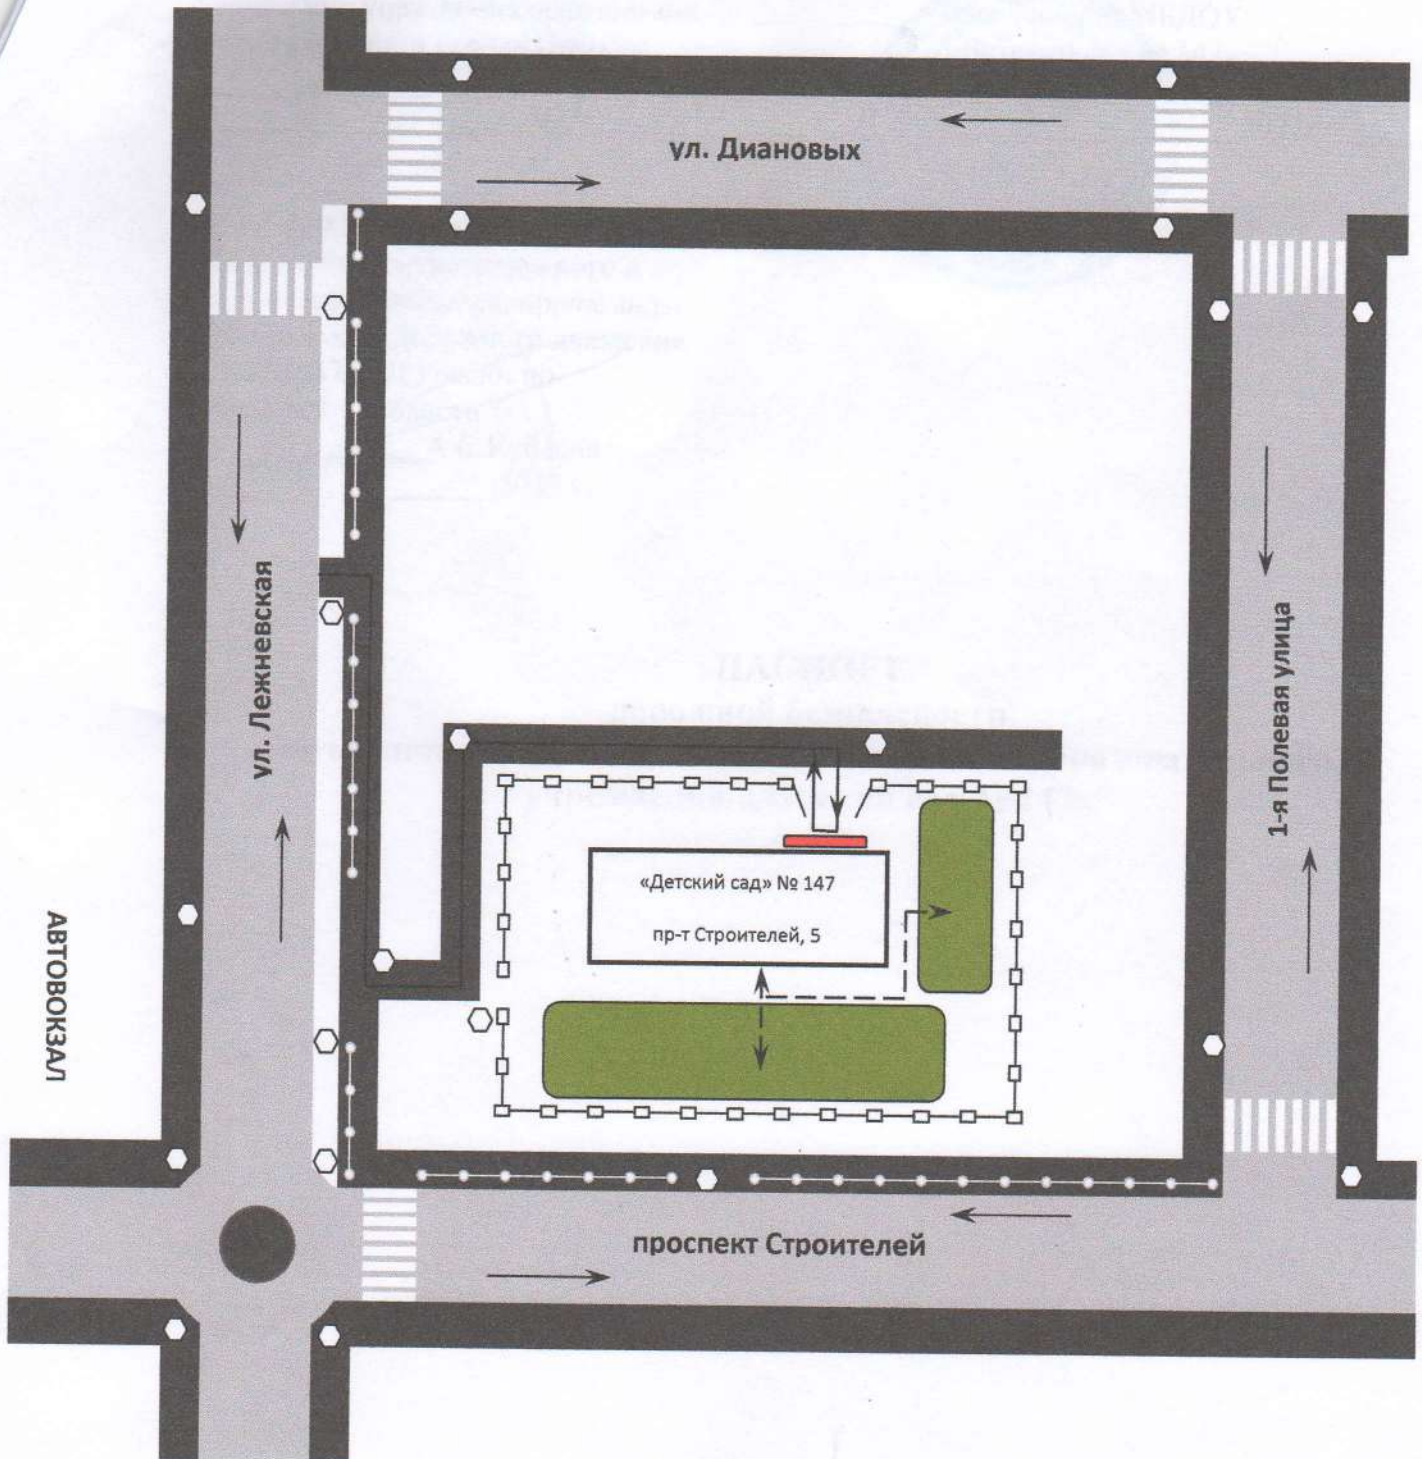 ул. Диановых
ул. Лежневская
1-я Полевая улица
«Детский сад» № 147
пр-т Строителей, 5
АВТОВОКЗАЛ
проспект Строителей